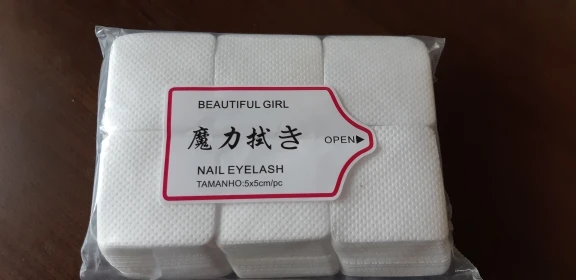 BEAUTIFUL GIRL
魔力拭き
OPEN▶
NAIL EYELASH
TAMANHO:5x5cm/pc